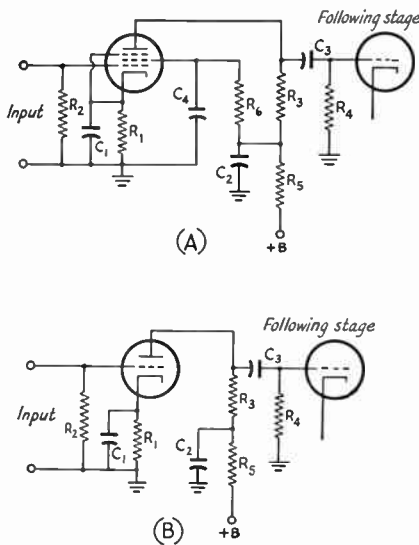 Following stage
C3
C4
R6
R3
R4
Input
R2
R1
C1
C2
R5
+B
(A)
Following stage
C3
R3
R4
Input
R2
C1
R1
C2
R5
+B
(B)